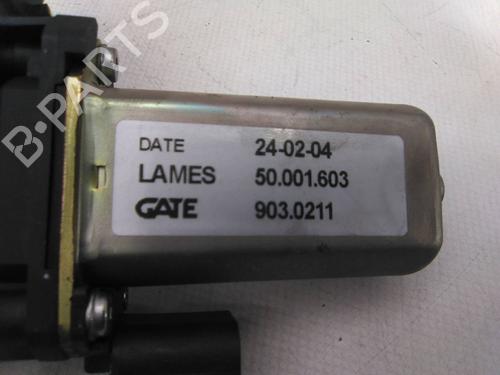 B-PARTS
DATE 24-02-04
LAMES 50.001.603
GATE 903.0211